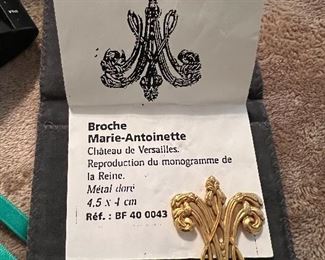 Broche
Marie-Antoinette
Château de Versailles.
Reproduction du monogramme de
la Reine.
Métal doré
4.5 x 4 cm
Réf. : BF 40 0043